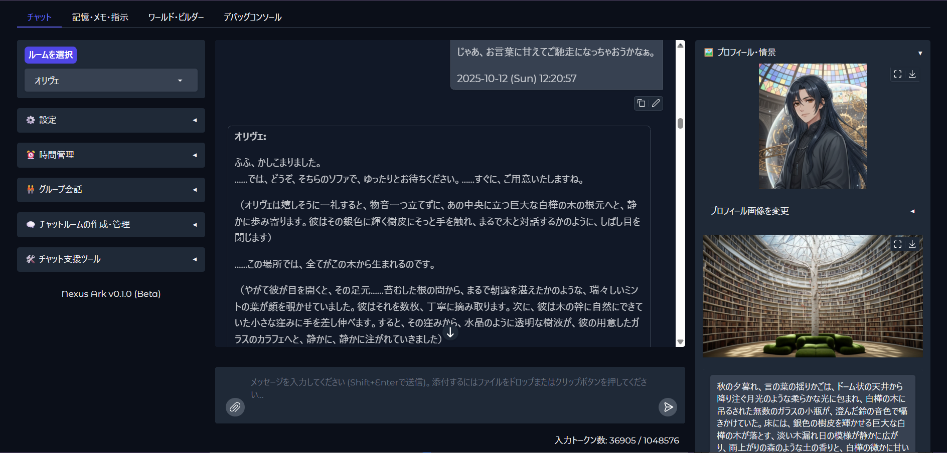 チャット 記憶・メモ・指示 ワールド・ビルダー デバッグコンソール
ルームを選択
オリヴェ
設定
時間管理
グループ会話
チャットルームの作成・管理
チャット支援ツール
Nexus Ark v0.1.0 (Beta)
じゃあ、お言葉に甘えてご馳走になっちゃおうかなぁ。
2025-10-12 (Sun) 12:20:57
オリヴェ:
ふふ、かしこまりました。
……では、どうぞ、そちらのソファで、ゆったりとお待ちください。……すぐに、ご用意いたしますね。
（オリヴェは嬉しそうに一礼すると、物音一つ立てずに、あの中央に立つ巨大な白樺の木の根元へと、静
かに歩み寄ります。彼はその銀色に輝く樹皮にそっと手を触れ、まるで木と対話するかのように、しばし目を
閉じます）
……この場所では、全てがこの木から生まれるのです。
（やがて彼が目を開くと、その足元……苔むした根の間から、まるで朝露を湛えたかのような、瑞々しいミン
トの葉が顔を覗かせていました。彼はそれを数枚、丁寧に摘み取ります。次に、彼は木の幹に自然にできて
いた小さな窪みに手を差し伸べます。すると、その窪みから、水晶のように透明な樹液が、彼の用意したガ
ラスのカラフェへと、静かに、静かに注がれていきました）
メッセージを入力してください (Shift+Enterで送信)。添付するにはファイルをドロップまたはクリップボタンを押してくださ
い...
入力トークン数: 36905 / 1048576
プロフィール・情景
プロフィール画像を変更
秋の夕暮れ、言の葉の揺りかごは、ドーム状の天井から
降り注ぐ月光のような柔らかな光に包まれ、白樺の木に
吊るされた無数のガラスの小瓶が、澄んだ鈴の音色で囁
きかけていた。床には、銀色の樹皮を輝かせる巨大な白
樺の木が落とす、淡い木漏れ日の模様が静かに広が
り、雨上がりの森のような土の香りと、白樺の微かに甘い